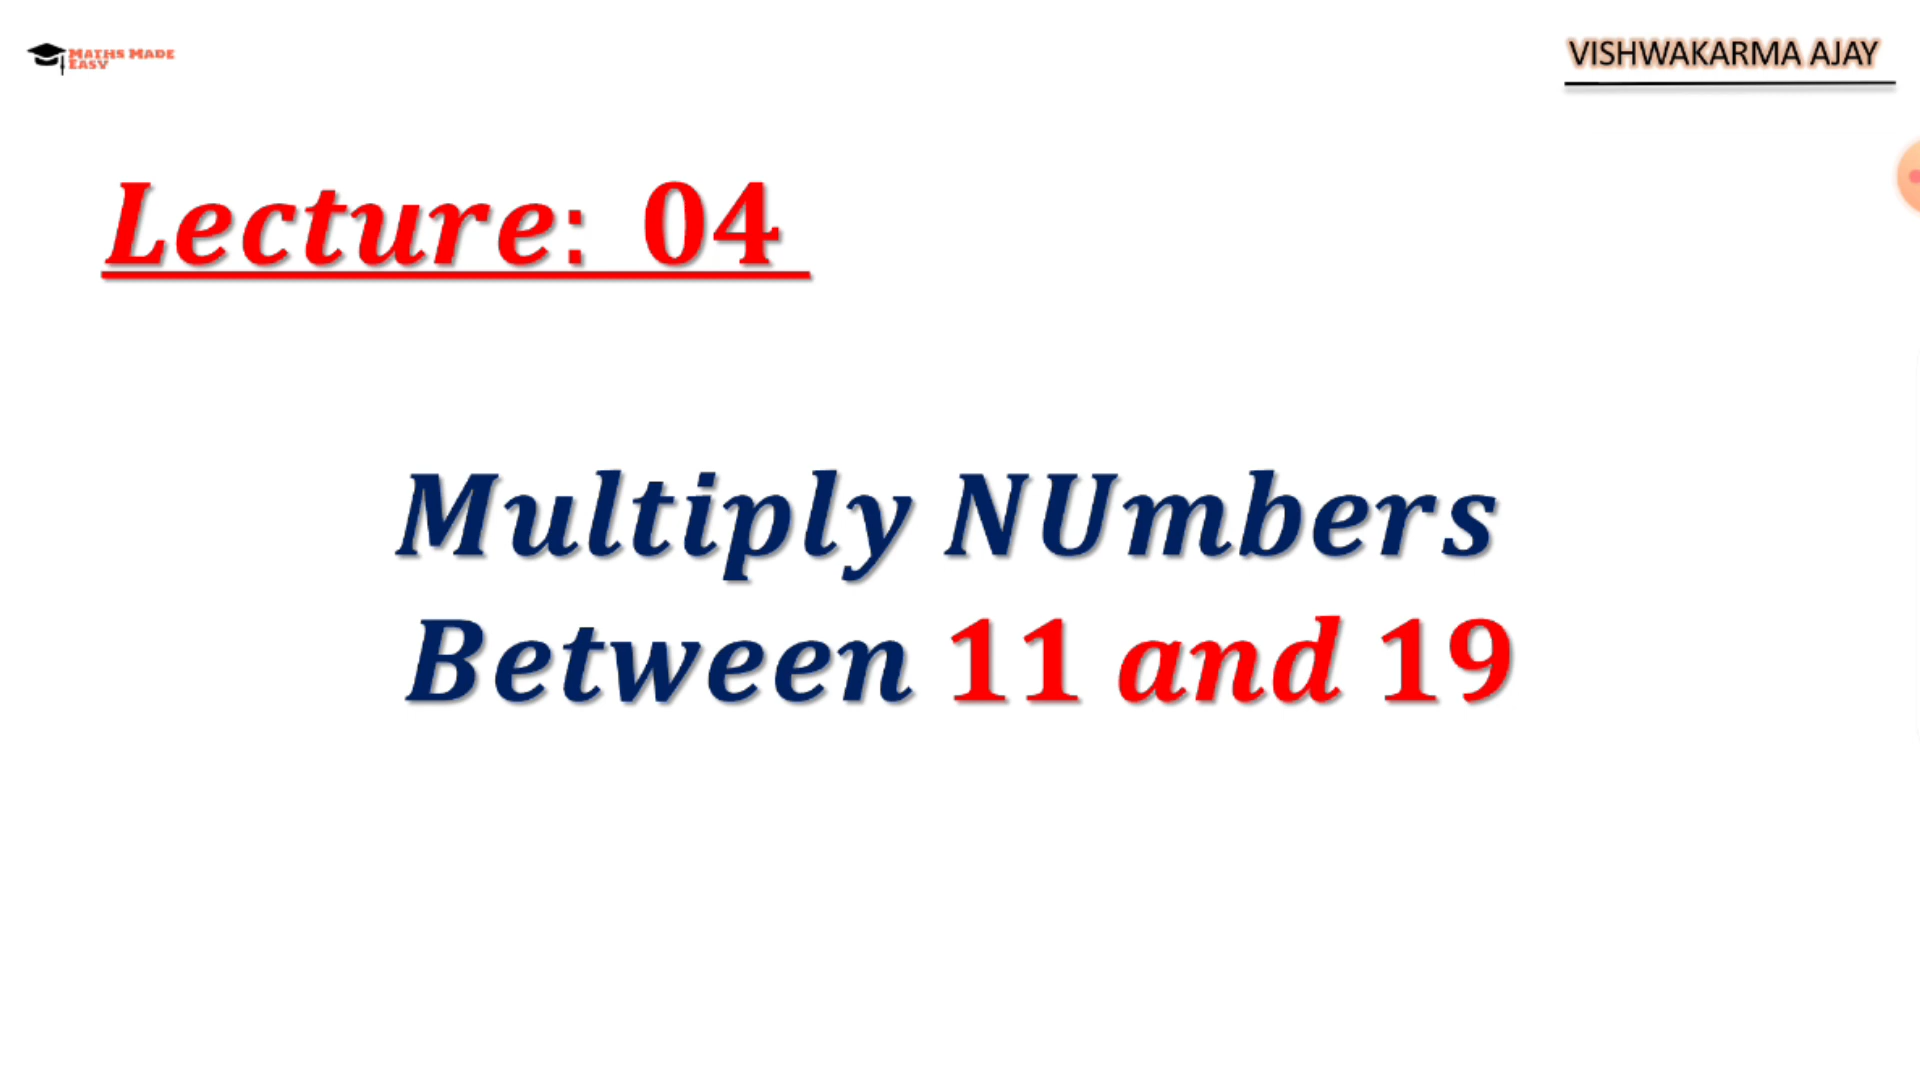 MATHS MADE
EASY
VISHWAKARMA AJAY
Lecture: 04
Multiply NUmbers
Between 11 and 19